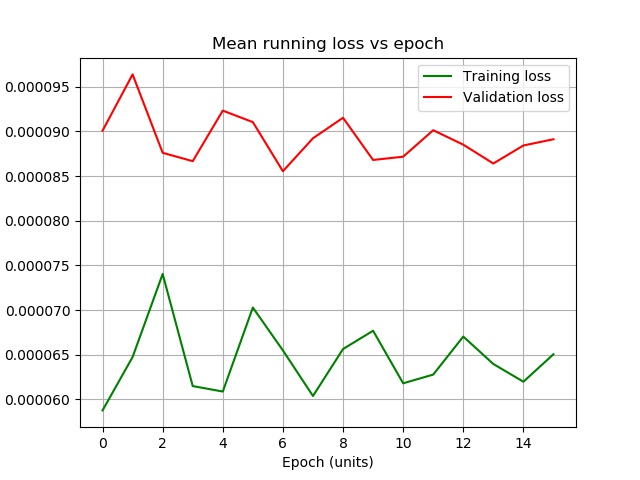 Mean running loss vs epoch
Training loss
Validation loss
0.000095
0.000090
0.000085
0.000080
0.000075
0.000070
0.000065
0.000060
0 2 4 6 8 10 12 14
Epoch (units)